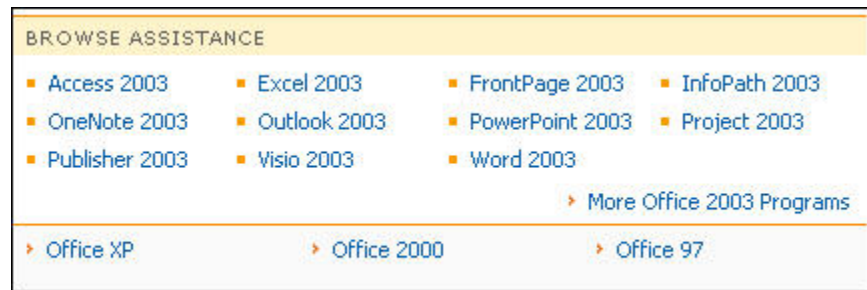 BROWSE ASSISTANCE
Access 2003 Excel 2003 FrontPage 2003 InfoPath 2003
OneNote 2003 Outlook 2003 PowerPoint 2003 Project 2003
Publisher 2003 Visio 2003 Word 2003
More Office 2003 Programs
Office XP Office 2000 Office 97